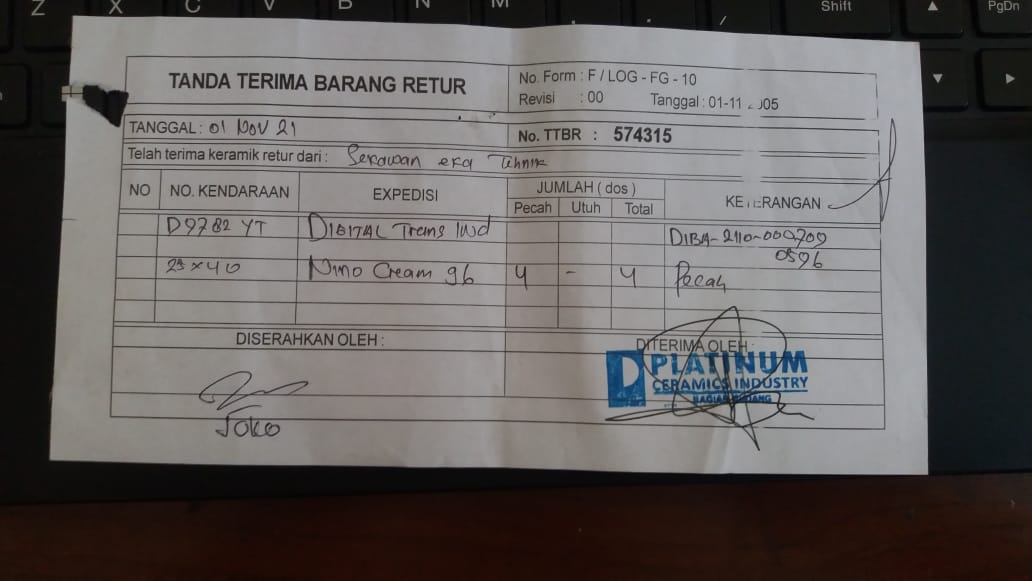 Z X C V B N M Shift PgDn
TANDA TERIMA BARANG RETUR
No. Form : F / LOG - FG - 10
Revisi : 00 Tanggal : 01-11 2005
TANGGAL : 01 NOV 21
No. TTBR : 574315
Telah terima keramik retur dari : Serawan eka Tehnik
NO NO. KENDARAAN EXPEDISI JUMLAH ( dos ) KETERANGAN
Pecah Utuh Total
D9782 YT DIGITAL Trans Ind DIBA-2110-000709
0596
25 x 40 Nino Cream 96 4 - 4 Pecah
DISERAHKAN OLEH : DITERIMA OLEH :
PLATINUM
CERAMICS INDUSTRY
BAGIAN GUDANG
Joko